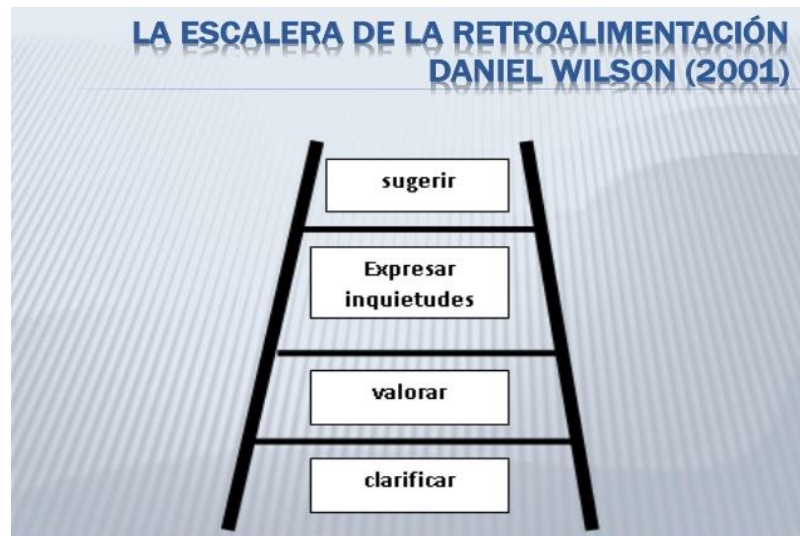 LA ESCALERA DE LA RETROALIMENTACIÓN
DANIEL WILSON (2001)
sugerir
Expresar
inquietudes
valorar
clarificar